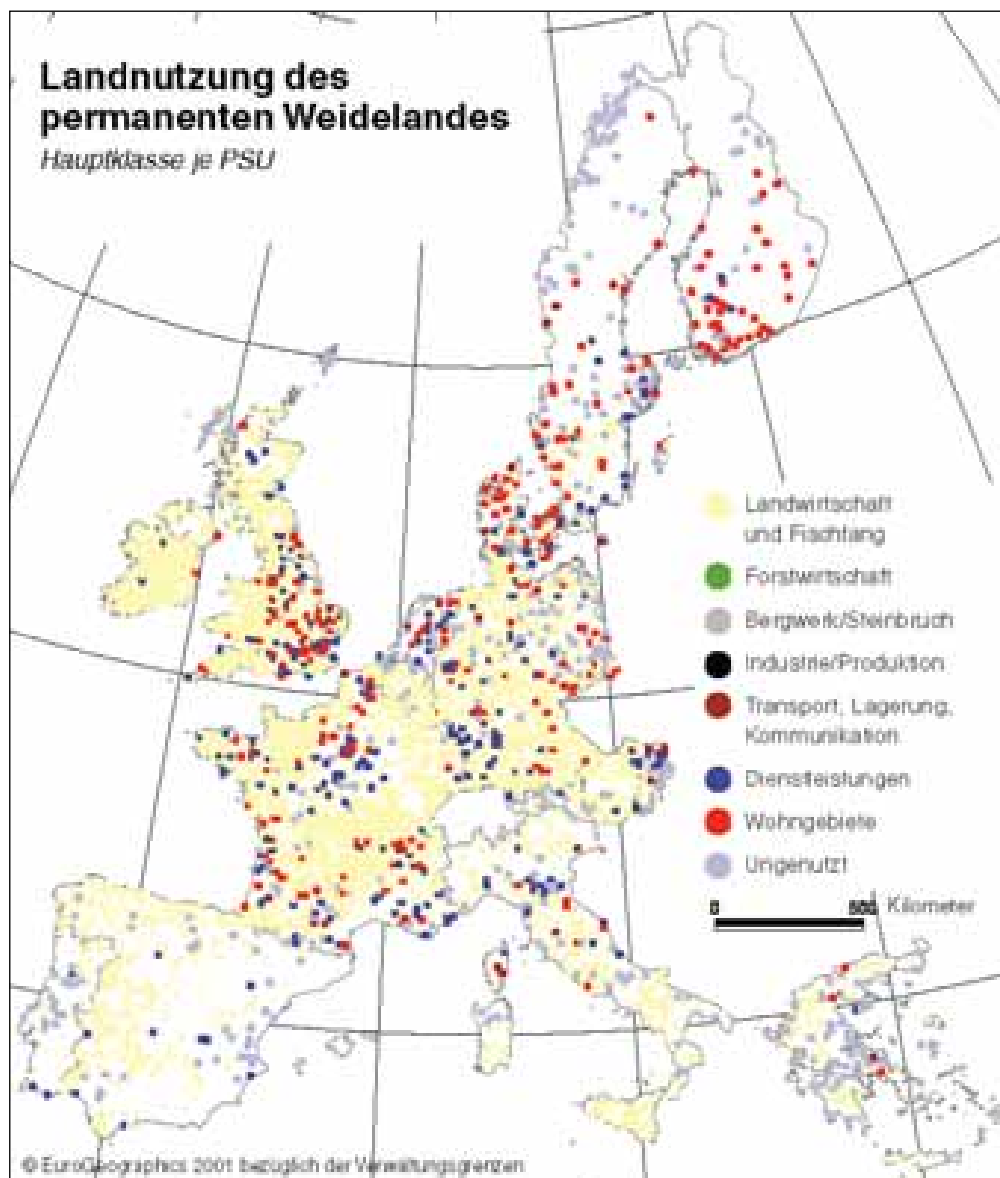 Landnutzung des
permanenten Weidelandes
Hauptklasse je PSU
Landwirtschaft
und Fischfang
Forstwirtschaft
Bergwerk/Steinbruch
Industrie/Produktion
Transport, Lagerung,
Kommunikation
Dienstleistungen
Wohngebiete
Ungenutzt
0 500 Kilometer
© EuroGeographics 2001 bezüglich der Verwaltungsgrenzen